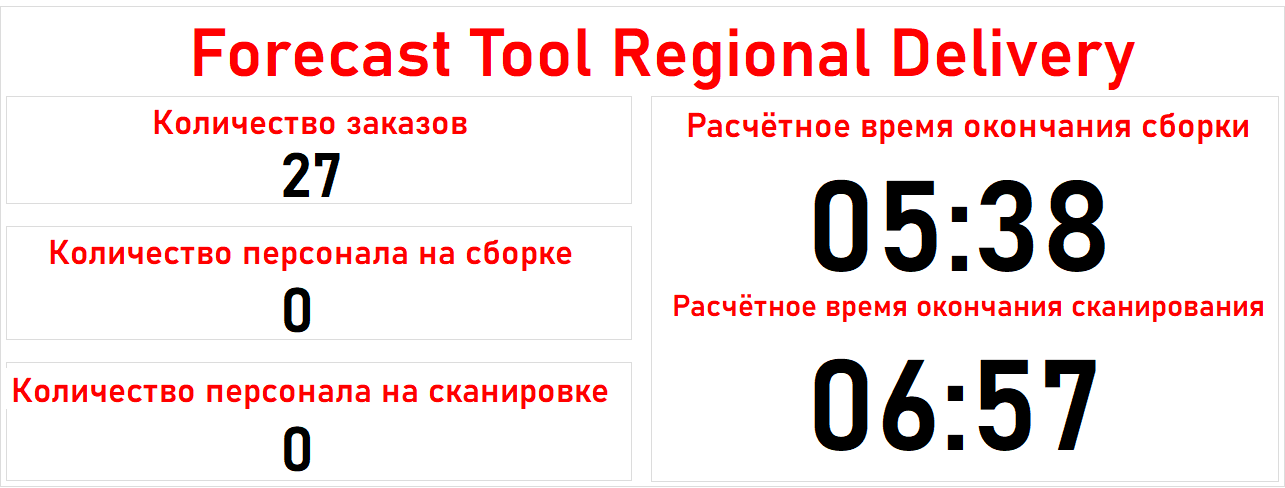 Forecast Tool Regional Delivery
Количество заказов
27
Количество персонала на сборке
0
Количество персонала на сканировке
0
Расчётное время окончания сборки
05:38
Расчётное время окончания сканирования
06:57